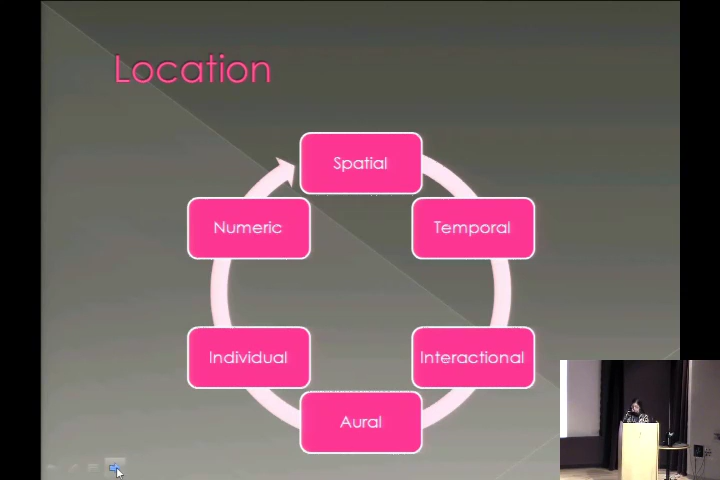 Location
Spatial
Temporal
Interactional
Aural
Individual
Numeric